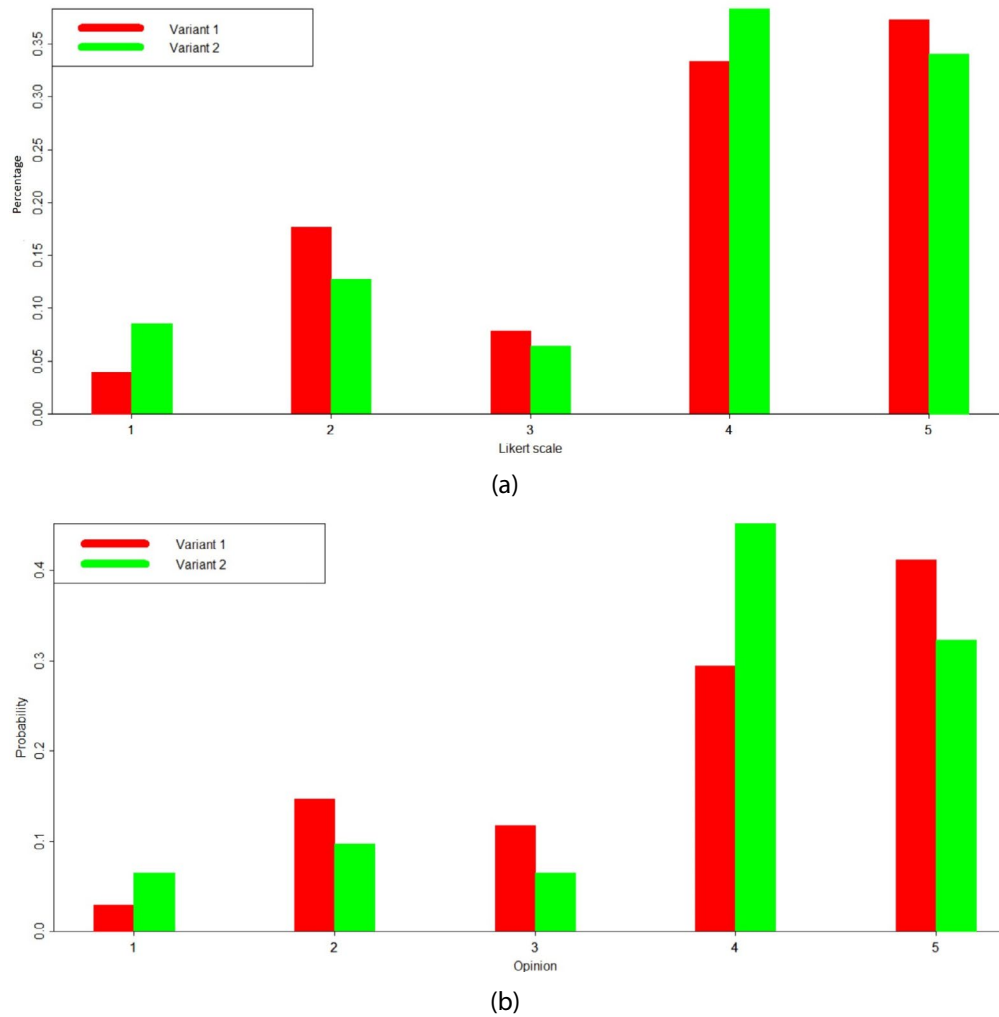 Variant 1
Variant 2
Percentage
0.35
0.30
0.25
0.20
0.15
0.10
0.05
0.00
1 2 3 4 5
Likert scale
(a)
Variant 1
Variant 2
Probability
0.4
0.3
0.2
0.1
0.0
1 2 3 4 5
Opinion
(b)